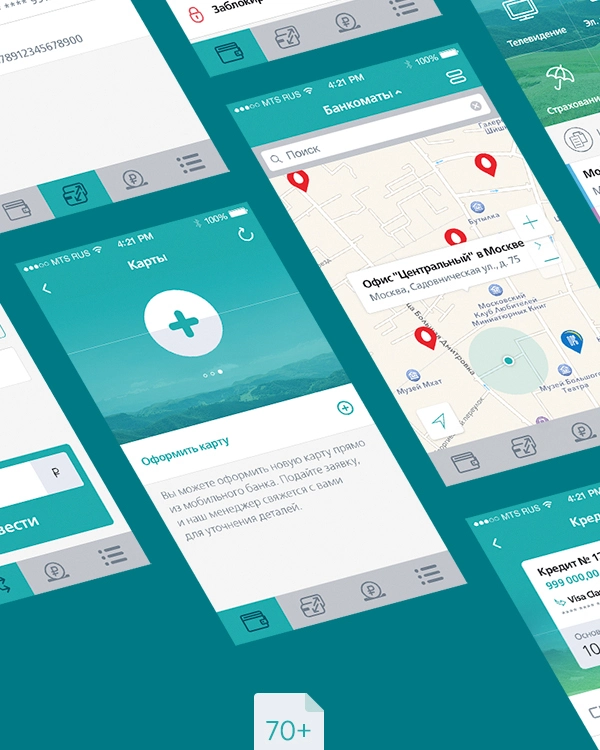 78912345678900
Заблокир
Телевидение
Эл.
Страховани
MTS RUS
4:21 PM
100%
Банкоматы
Поиск
Бутылка
Офис "Центральный" в Москве
Москва, Садовническая ул., д. 75
Московский
Клуб Любителей
Миниатюрных Книг
Большая Дмитровка
Музей Мхат
Музей Большого
Театра
MTS RUS
4:21 PM
100%
Карты
Оформить карту
Вы можете оформить новую карту прямо
из мобильного банка. Подайте заявку,
и наш менеджер свяжется с вами
для уточнения деталей.
₽
ВЕСТИ
MTS RUS
4:21 PM
Кред
Кредит № 1
999 000,00
Visa Cla
Основ
10
70+